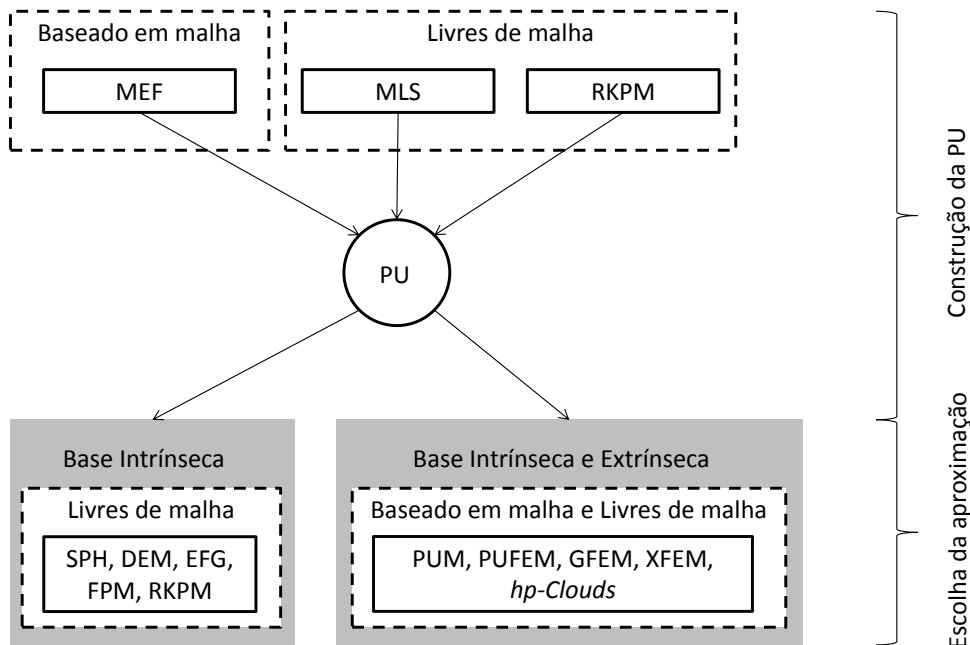 Baseado em malha
Livres de malha
MEF
MLS
RKPM
Construção da PU
PU
Escolha da aproximação
Base Intrínseca
Base Intrínseca e Extrínseca
Livres de malha
Baseado em malha e Livres de malha
SPH, DEM, EFG,
FPM, RKPM
PUM, PUFEM, GFEM, XFEM,
hp-Clouds